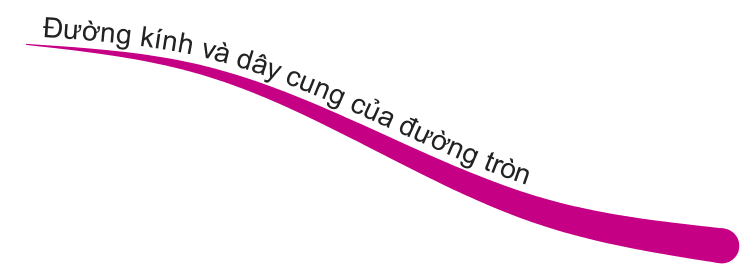 Đường kính và dây cung của đường tròn